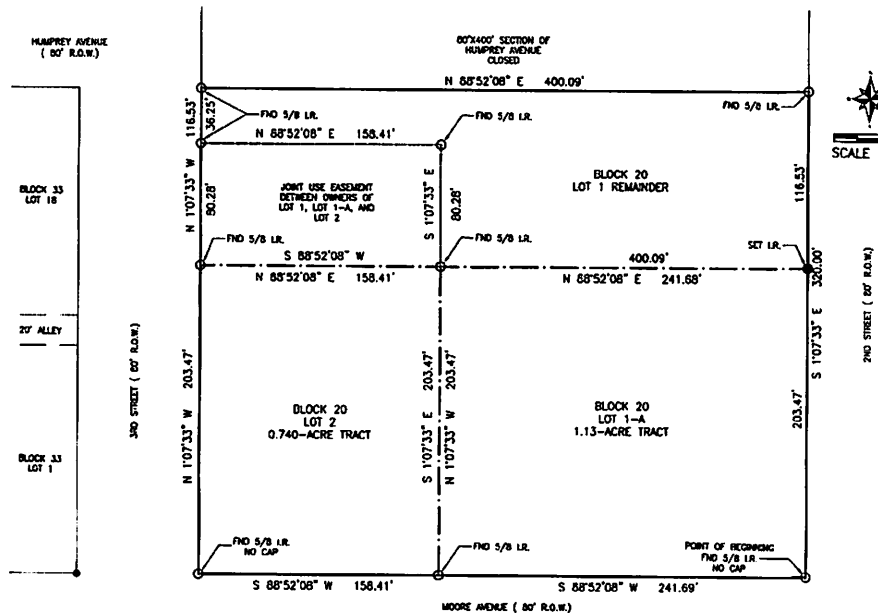 HUMPREY AVENUE
( 80' R.O.W.)
80'X400' SECTION OF
HUMPREY AVENUE
CLOSED
N 88°52'08" E 400.09'
FND 5/8 I.R.
FND 5/8 I.R.
116.53'
36.25'
N 88°52'08" E 158.41'
FND 5/8 I.R.
SCALE
BLOCK 33
LOT 18
N 1°07'33" W
80.28'
JOINT USE EASEMENT
BETWEEN OWNERS OF
LOT 1, LOT 1-A, AND
LOT 2
S 1°07'33" E
80.28'
BLOCK 20
LOT 1 REMAINDER
116.53'
FND 5/8 I.R.
S 88°52'08" W
FND 5/8 I.R.
400.09'
SET I.R.
N 88°52'08" E 158.41'
N 88°52'08" E 241.68'
S 1°07'33" E 320.00'
2ND STREET ( 80' R.O.W.)
20' ALLEY
3RD STREET ( 80' R.O.W.)
N 1°07'33" W 203.47'
BLOCK 20
LOT 2
0.740-ACRE TRACT
S 1°07'33" E 203.47'
N 1°07'33" W 203.47'
BLOCK 20
LOT 1-A
1.13-ACRE TRACT
203.47'
BLOCK 33
LOT 1
FND 5/8 I.R.
NO CAP
FND 5/8 I.R.
POINT OF BEGINNING
FND 5/8 I.R.
NO CAP
S 88°52'08" W 158.41'
S 88°52'08" W 241.69'
MOORE AVENUE ( 80' R.O.W.)